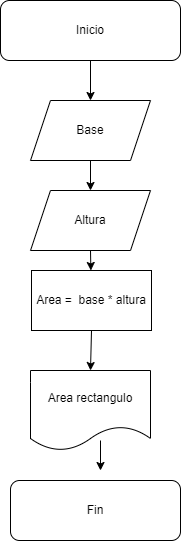 Inicio
Base
Altura
Area = base * altura
Area rectangulo
Fin